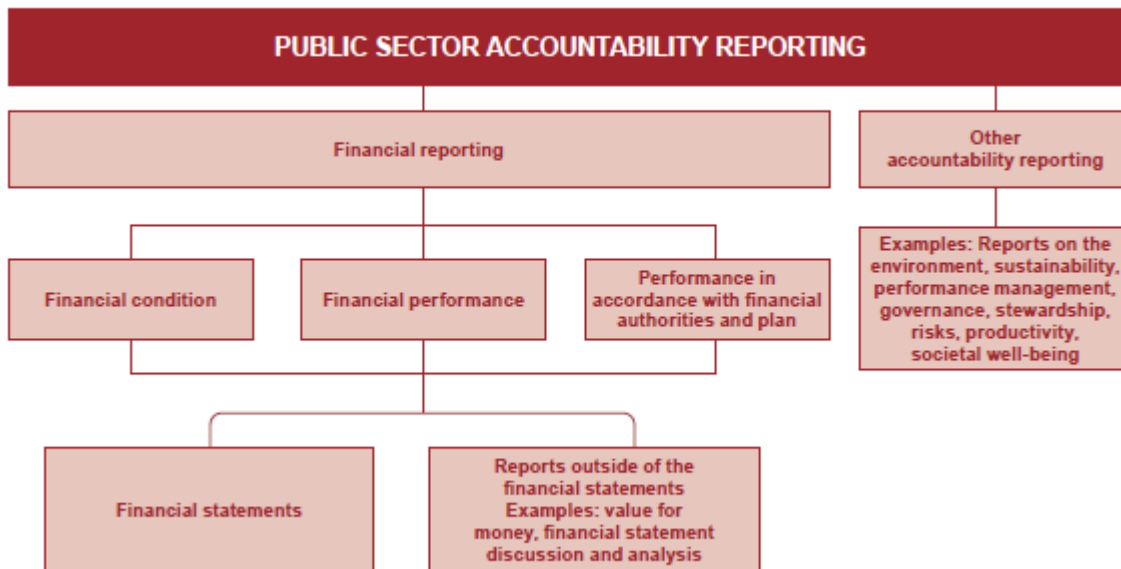 PUBLIC SECTOR ACCOUNTABILITY REPORTING
Financial reporting
Other
accountability reporting
Financial condition
Financial performance
Performance in
accordance with financial
authorities and plan
Examples: Reports on the
environment, sustainability,
performance management,
governance, stewardship,
risks, productivity,
societal well-being
Financial statements
Reports outside of the
financial statements
Examples: value for
money, financial statement
discussion and analysis